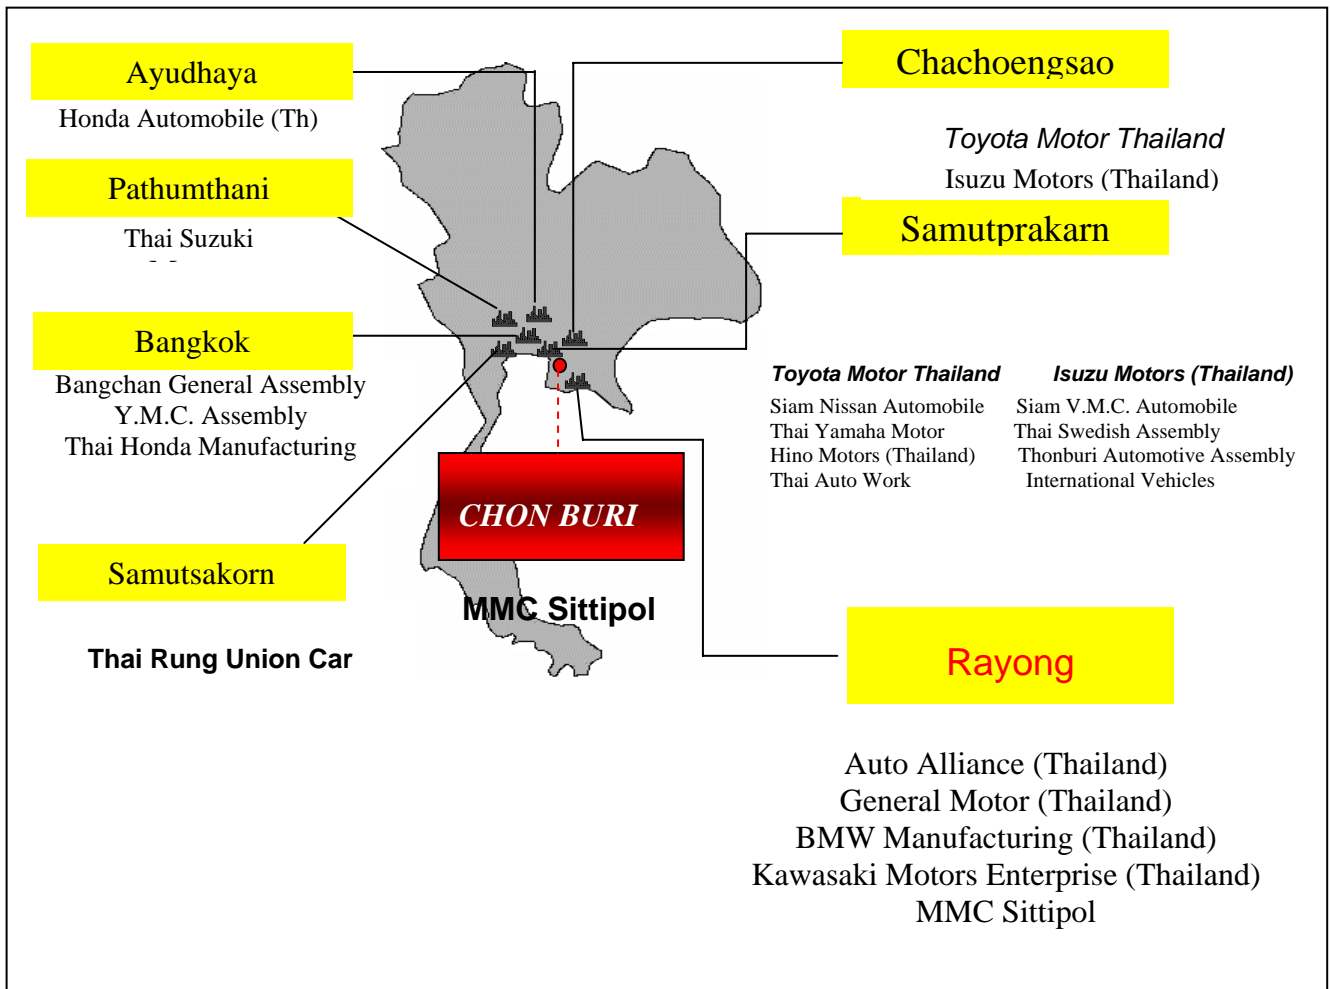 Ayudhaya
Honda Automobile (Th)
Pathumthani
Thai Suzuki
Bangkok
Bangchan General Assembly
Y.M.C. Assembly
Thai Honda Manufacturing
Samutsakorn
Thai Rung Union Car
CHON BURI
MMC Sittipol
Chachoengsao
Toyota Motor Thailand
Isuzu Motors (Thailand)
Samutprakarn
Toyota Motor Thailand Isuzu Motors (Thailand)
Siam Nissan Automobile Siam V.M.C. Automobile
Thai Yamaha Motor Thai Swedish Assembly
Hino Motors (Thailand) Thonburi Automotive Assembly
Thai Auto Work International Vehicles
Rayong
Auto Alliance (Thailand)
General Motor (Thailand)
BMW Manufacturing (Thailand)
Kawasaki Motors Enterprise (Thailand)
MMC Sittipol